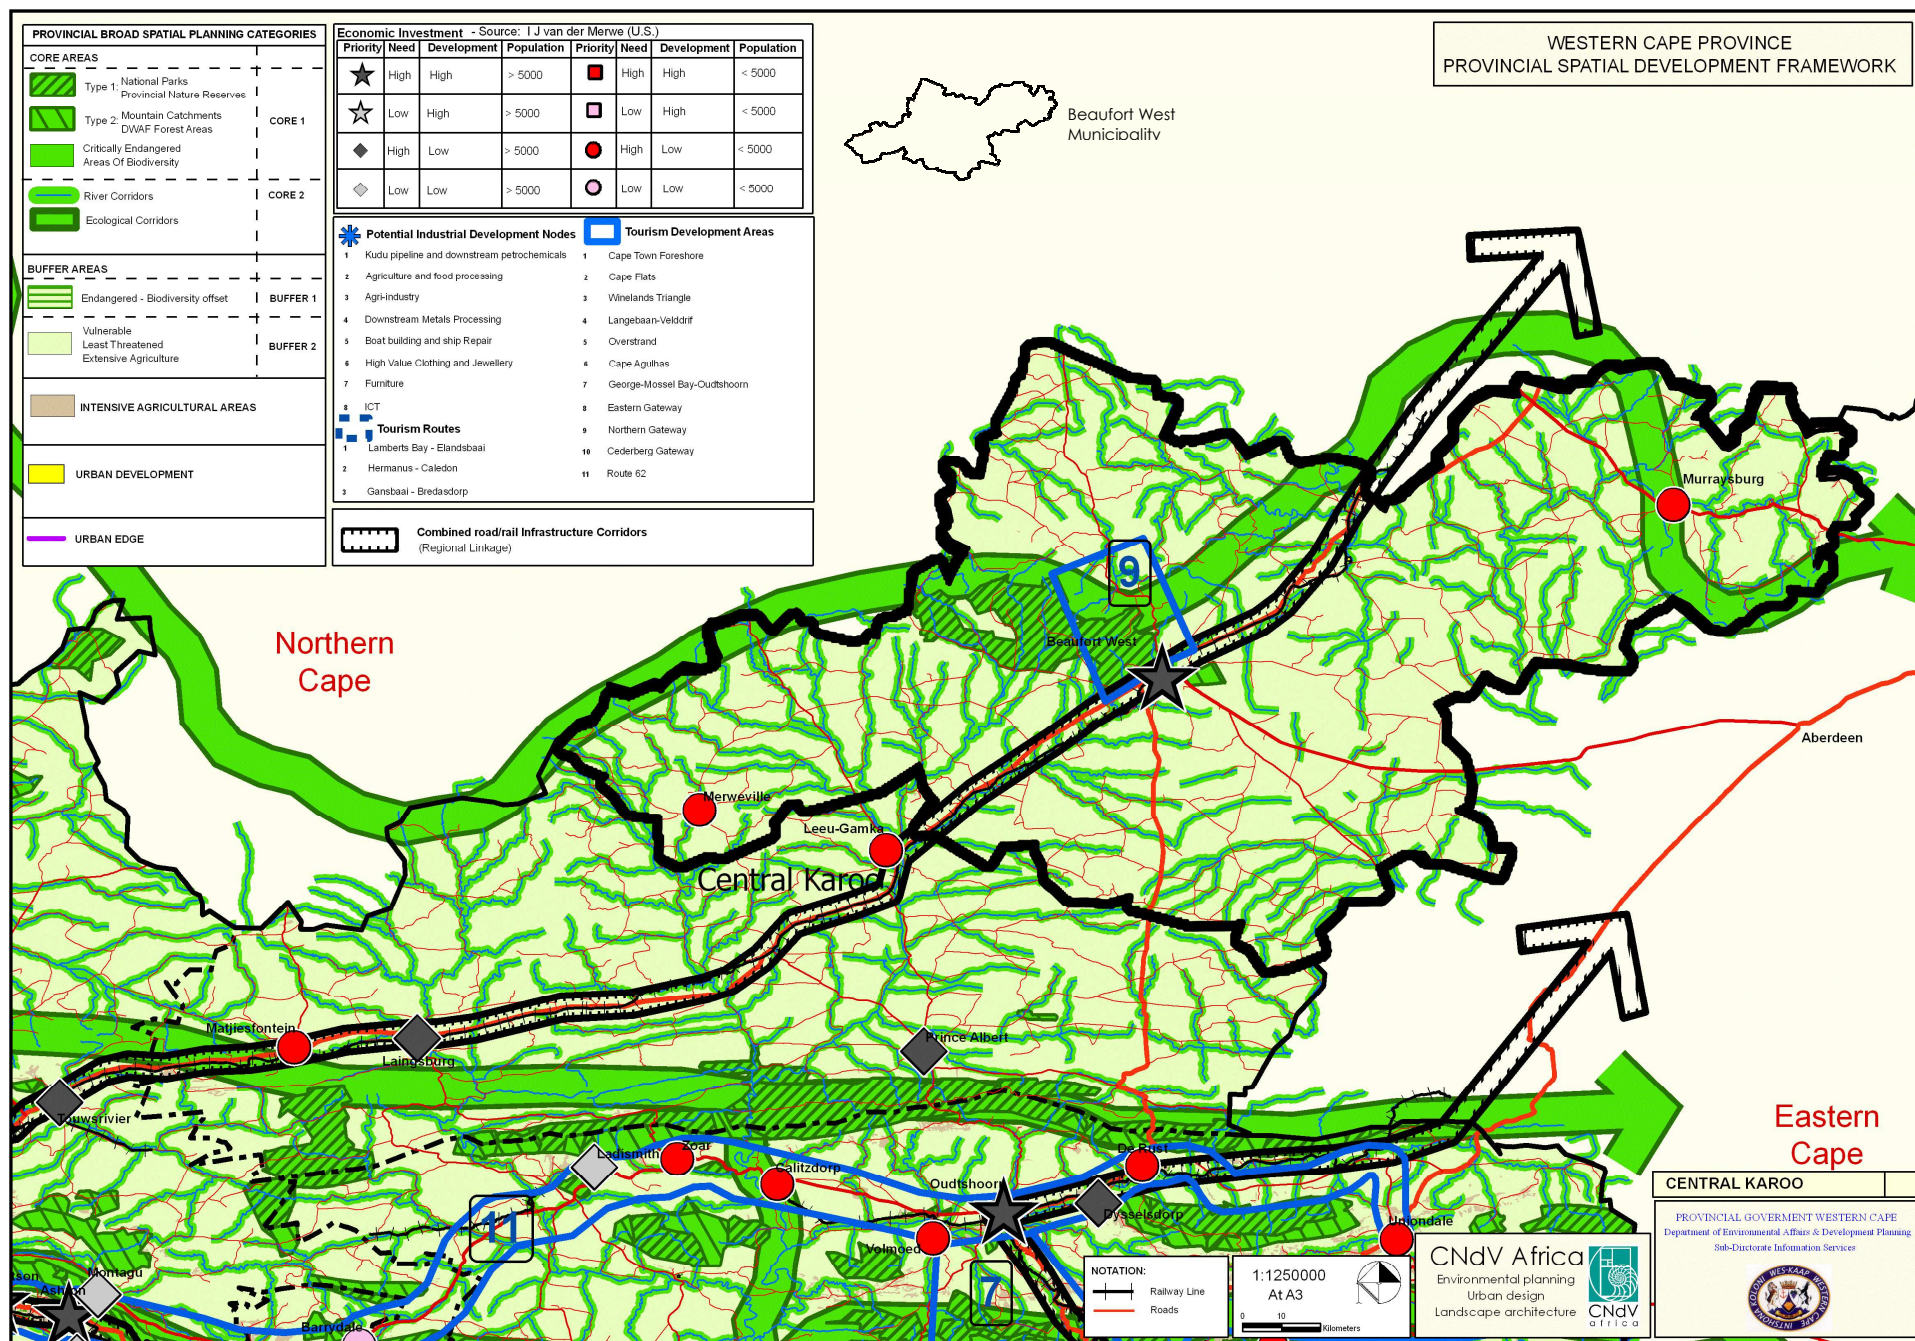 PROVINCIAL BROAD SPATIAL PLANNING CATEGORIES
CORE AREAS
Type 1: National Parks
Provincial Nature Reserves
Type 2: Mountain Catchments
DWAF Forest Areas
CORE 1
Critically Endangered
Areas Of Biodiversity
River Corridors
CORE 2
Ecological Corridors
BUFFER AREAS
Endangered - Biodiversity offset
BUFFER 1
Vulnerable
Least Threatened
Extensive Agriculture
BUFFER 2
INTENSIVE AGRICULTURAL AREAS
URBAN DEVELOPMENT
URBAN EDGE
Economic Investment - Source: I J van der Merwe (U.S.)
Priority Need Development Population Priority Need Development Population
High High > 5000 High High < 5000
Low High > 5000 Low High < 5000
High Low > 5000 High Low < 5000
Low Low > 5000 Low Low < 5000
Potential Industrial Development Nodes
1 Kudu pipeline and downstream petrochemicals
2 Agriculture and food processing
3 Agri-industry
4 Downstream Metals Processing
5 Boat building and ship Repair
6 High Value Clothing and Jewellery
7 Furniture
8 ICT
Tourism Routes
1 Lamberts Bay - Elandsbaai
2 Hermanus - Caledon
3 Gansbaai - Bredasdorp
Tourism Development Areas
1 Cape Town Foreshore
2 Cape Flats
3 Winelands Triangle
4 Langebaan-Velddrif
5 Overstrand
6 Cape Agulhas
7 George-Mossel Bay-Oudtshoorn
8 Eastern Gateway
9 Northern Gateway
10 Cederberg Gateway
11 Route 62
Combined road/rail Infrastructure Corridors
(Regional Linkage)
WESTERN CAPE PROVINCE
PROVINCIAL SPATIAL DEVELOPMENT FRAMEWORK
Beaufort West
Municipality
Murraysburg
9
Beaufort West
Northern
Cape
Aberdeen
Merweville
Leeu-Gamka
Central Karoo
Matjiesfontein
Laingsburg
Prince Albert
Touwsrivier
Eastern
Cape
Ladismith
Zoar
Calitzdorp
De Rust
Oudtshoorn
Dysselsdorp
Uniondale
Volmoed
11
7
Montagu
Ashton
Barrydale
son
NOTATION:
Railway Line
Roads
1:1250000
At A3
0 10
Kilometers
CNdV Africa
Environmental planning
Urban design
Landscape architecture
CNdV
africa
CENTRAL KAROO
PROVINCIAL GOVERMENT WESTERN CAPE
Department of Environmental Affairs & Development Planning
Sub-Dirctorate Information Services